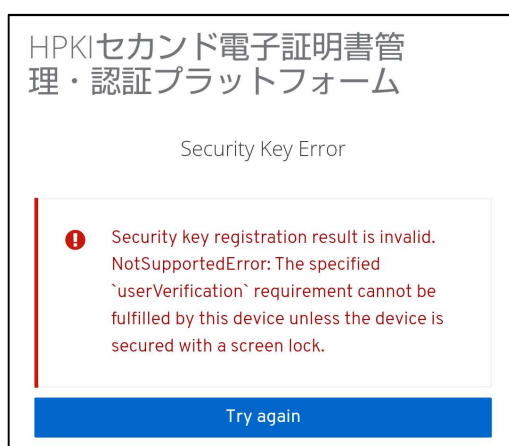 HPKIセカンド電子証明書管
理・認証プラットフォーム
Security Key Error
Security key registration result is invalid.
NotSupportedError: The specified
`userVerification` requirement cannot be
fulfilled by this device unless the device is
secured with a screen lock.
Try again